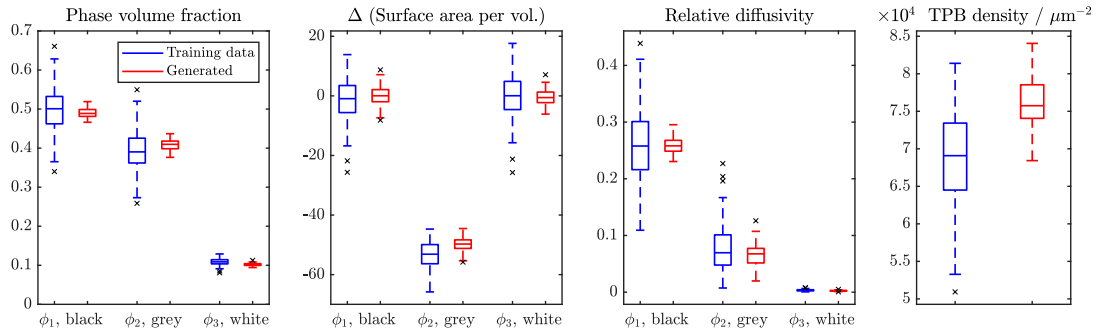 Phase volume fraction
0.7
0.6
0.5
0.4
0.3
0.2
0.1
0
Training data
Generated
ϕ₁, black ϕ₂, grey ϕ₃, white
Δ (Surface area per vol.)
20
0
-20
-40
-60
ϕ₁, black ϕ₂, grey ϕ₃, white
Relative diffusivity
0.4
0.3
0.2
0.1
0
ϕ₁, black ϕ₂, grey ϕ₃, white
×10⁴ TPB density / μm⁻²
8.5
8
7.5
7
6.5
6
5.5
5